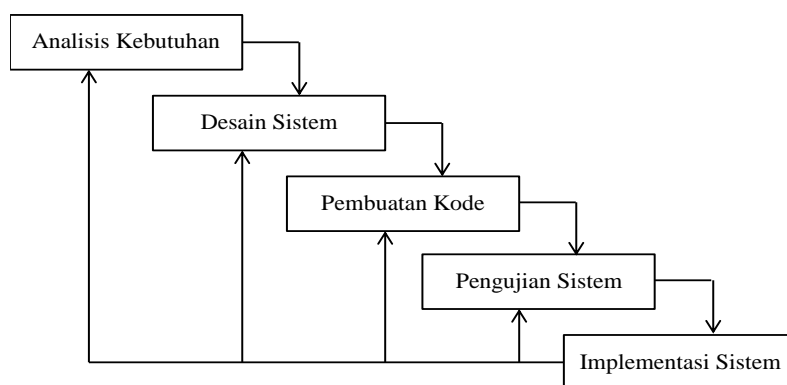 Analisis Kebutuhan
Desain Sistem
Pembuatan Kode
Pengujian Sistem
Implementasi Sistem